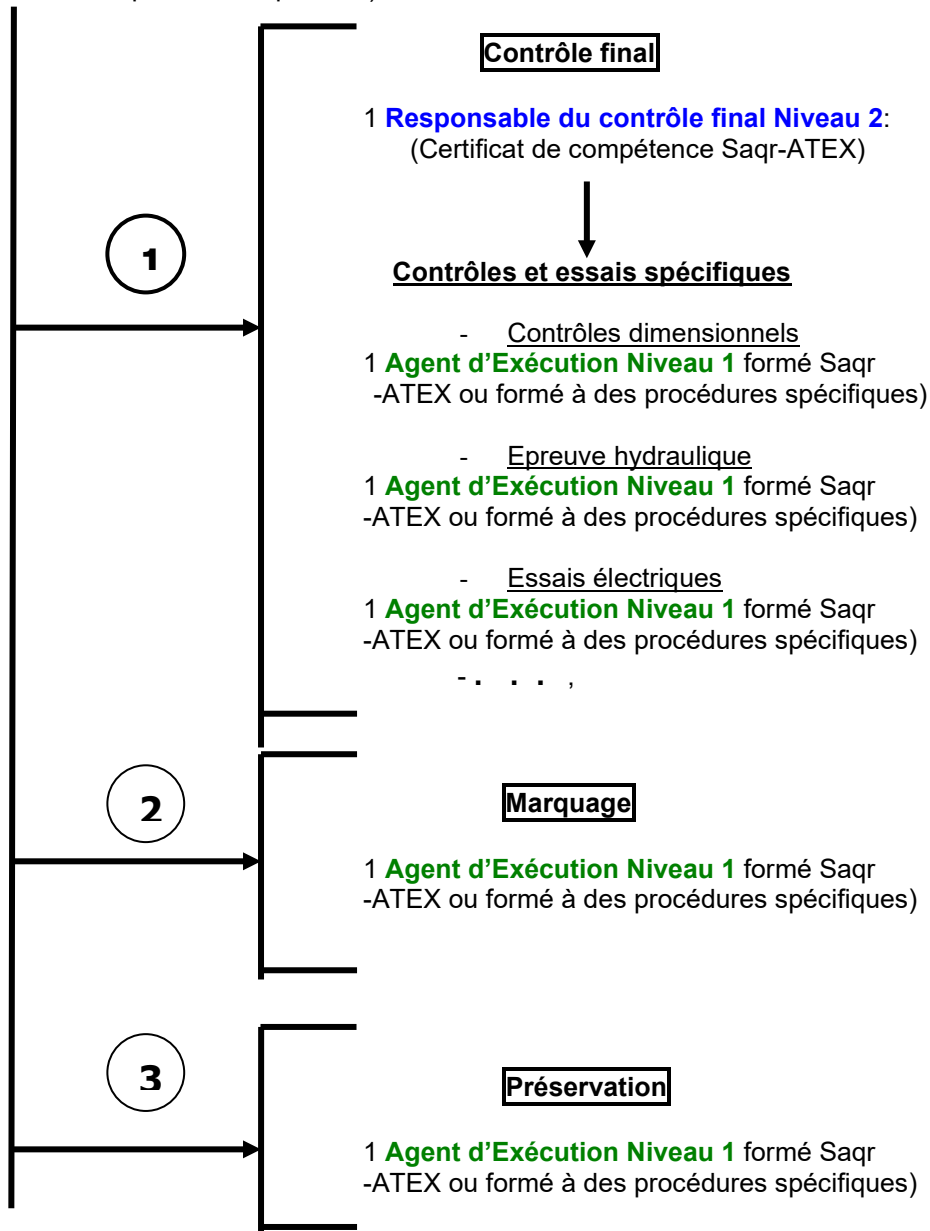 Contrôle final
1 Responsable du contrôle final Niveau 2:
(Certificat de compétence Saqr-ATEX)
1
Contrôles et essais spécifiques
- Contrôles dimensionnels
1 Agent d'Exécution Niveau 1 formé Saqr
-ATEX ou formé à des procédures spécifiques)
- Epreuve hydraulique
1 Agent d'Exécution Niveau 1 formé Saqr
-ATEX ou formé à des procédures spécifiques)
- Essais électriques
1 Agent d'Exécution Niveau 1 formé Saqr
-ATEX ou formé à des procédures spécifiques)
- . . . ,
2
Marquage
1 Agent d'Exécution Niveau 1 formé Saqr
-ATEX ou formé à des procédures spécifiques)
3
Préservation
1 Agent d'Exécution Niveau 1 formé Saqr
-ATEX ou formé à des procédures spécifiques)